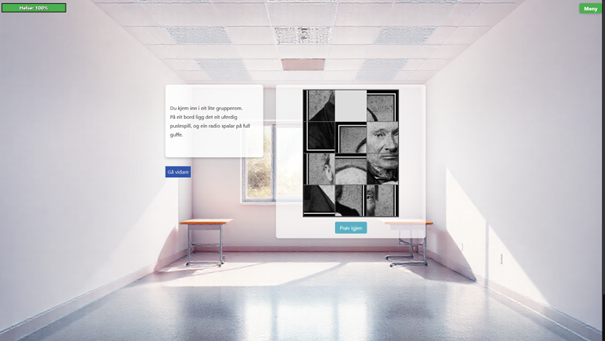 Helse: 100%
Meny
Du kjem inn i eit lite grupperom.
På eit bord ligg det eit uferdig
puslespill, og ein radio spelar på full
guffe.
Gå vidare
Prøv igjen